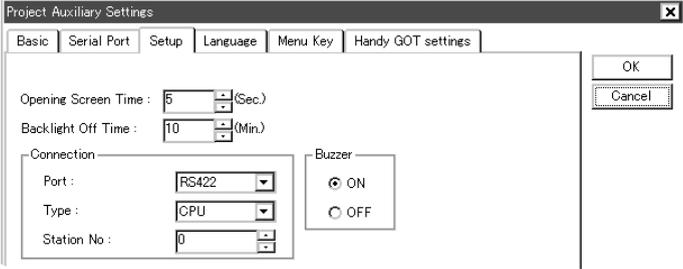 Project Auxiliary Settings
Basic Serial Port Setup Language Menu Key Handy GOT settings
OK
Cancel
Opening Screen Time : 5 (Sec.)
Backlight Off Time : 10 (Min.)
Connection
Port : RS422
Type : CPU
Station No : 0
Buzzer
ON
OFF